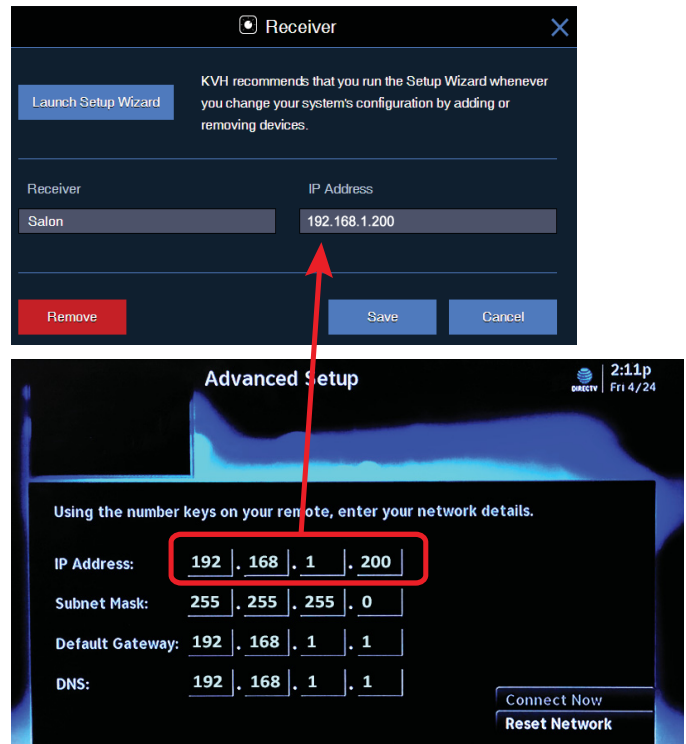 Receiver
Launch Setup Wizard
KVH recommends that you run the Setup Wizard whenever
you change your system's configuration by adding or
removing devices.
Receiver
IP Address
Salon
192.168.1.200
Remove
Save
Cancel
Advanced Setup
DIRECTV
2:11p
Fri 4/24
Using the number keys on your remote, enter your network details.
IP Address: 192 . 168 . 1 . 200
Subnet Mask: 255 . 255 . 255 . 0
Default Gateway: 192 . 168 . 1 . 1
DNS: 192 . 168 . 1 . 1
Connect Now
Reset Network